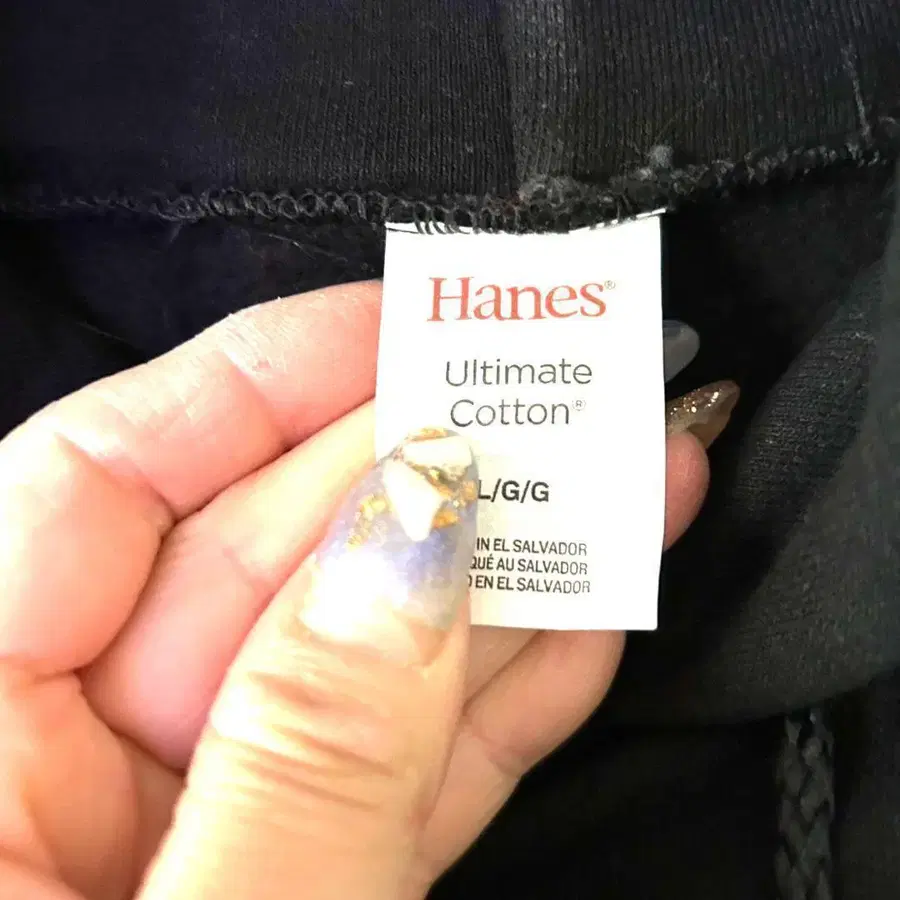 Hanes®
Ultimate
Cotton®
L/G/G
IN EL SALVADOR
QUÉ AU SALVADOR
EN EL SALVADOR